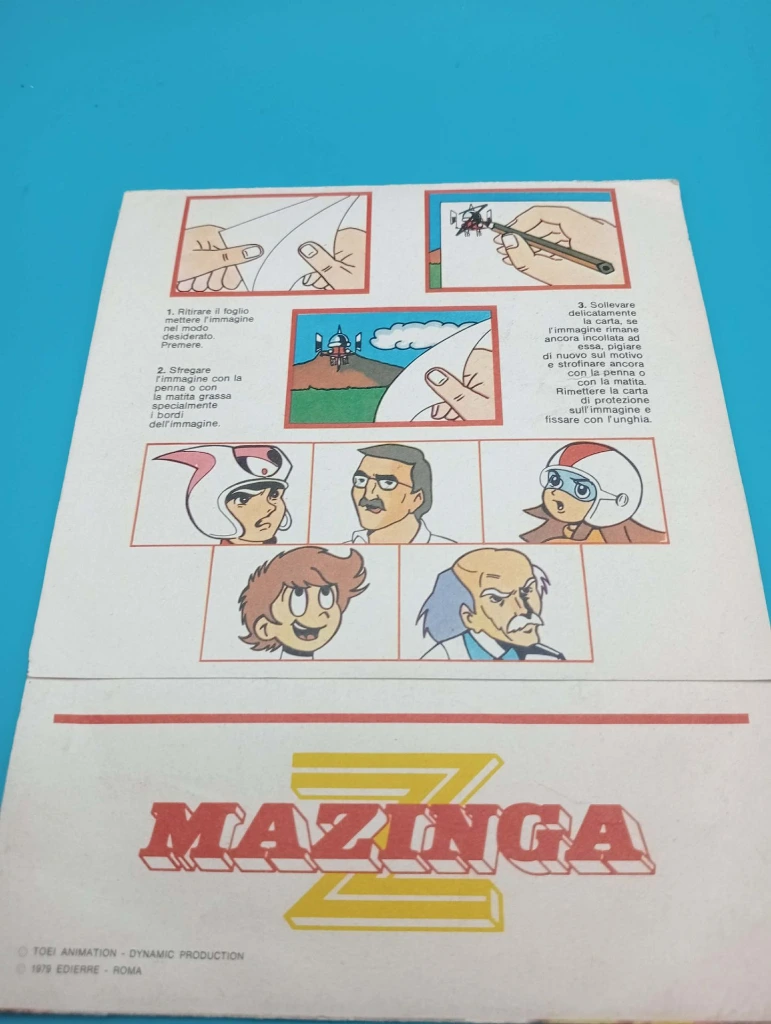 1. Ritirare il foglio
mettere l'immagine
nel modo
desiderato.
Premere.
2. Sfregare
l'immagine con la
penna o con
la matita grassa
specialmente
i bordi
dell'immagine.
3. Sollevare
delicatamente
la carta, se
l'immagine rimane
ancora incollata ad
essa, pigiare
di nuovo sul motivo
e strofinare ancora
con la penna o
con la matita.
Rimettere la carta
di protezione
sull'immagine e
fissare con l'unghia.
Z
MAZINGA
© TOEI ANIMATION - DYNAMIC PRODUCTION
© 1979 EDIERRE - ROMA